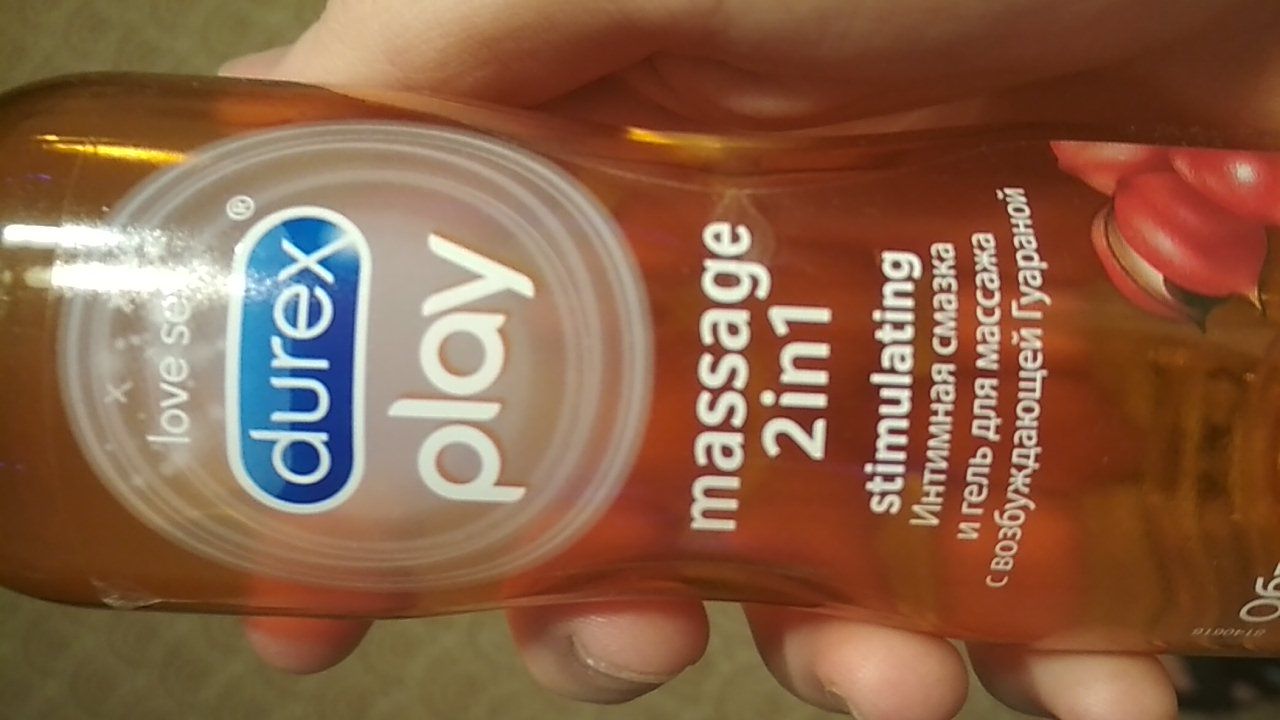 love se
durex®
play
massage
2in1
stimulating
Интимная смазка
и гель для массажа
с возбуждающей Гуараной